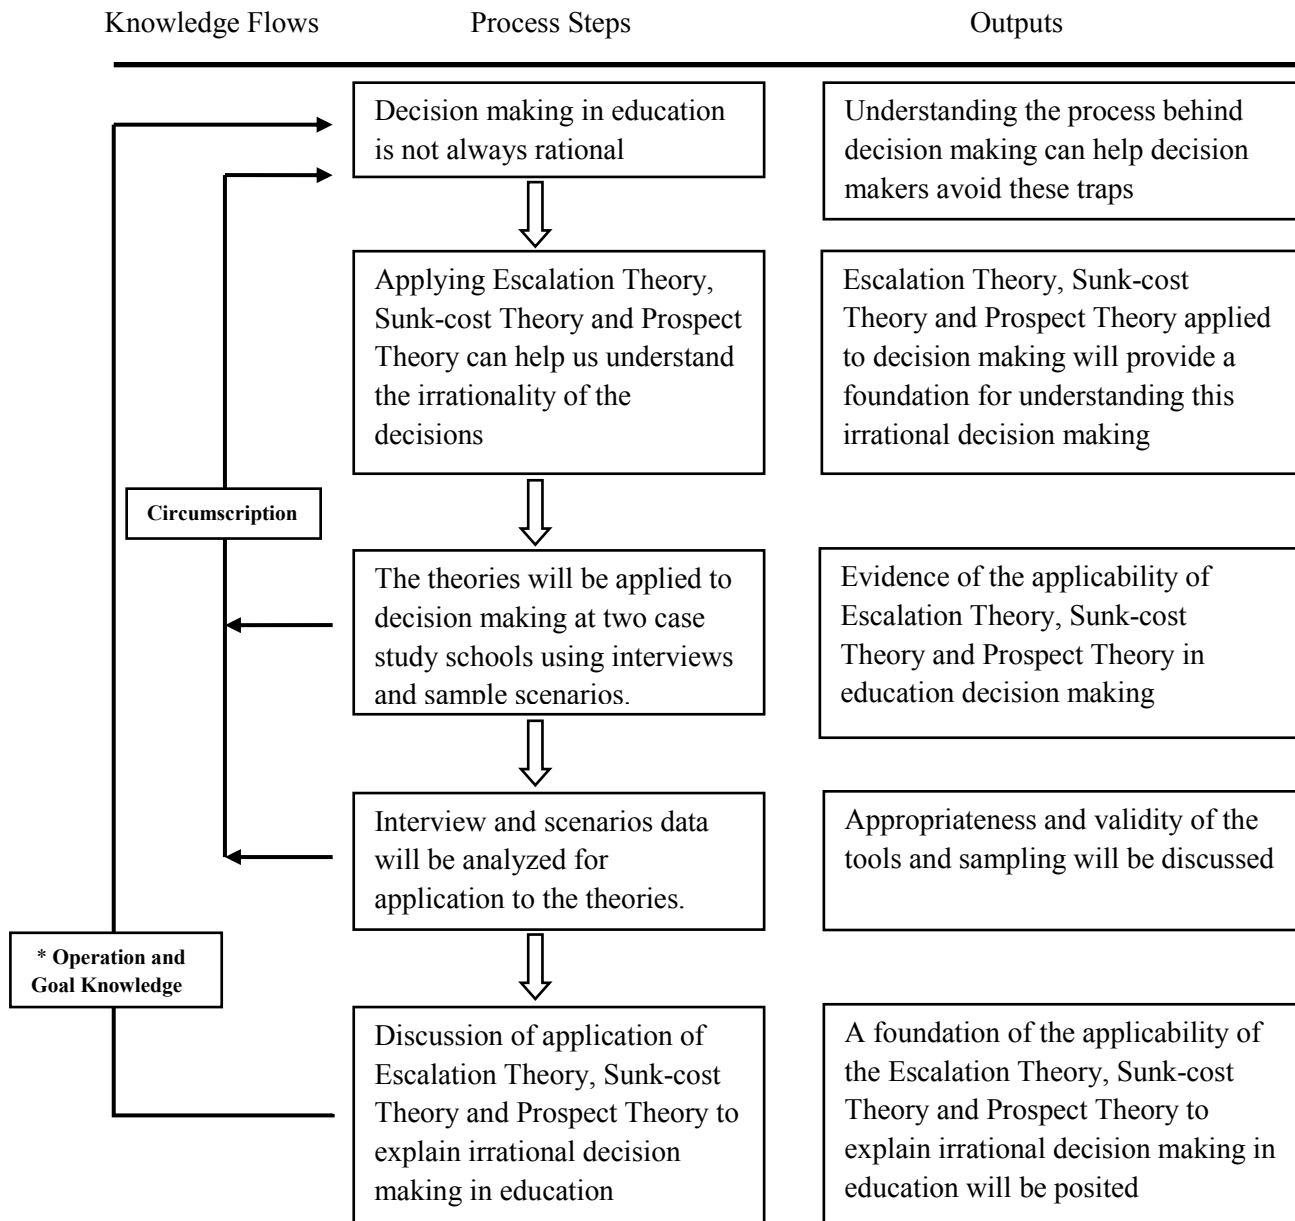 Knowledge Flows
Process Steps
Outputs
Decision making in education
is not always rational
Understanding the process behind
decision making can help decision
makers avoid these traps
Applying Escalation Theory,
Sunk-cost Theory and Prospect
Theory can help us understand
the irrationality of the
decisions
Escalation Theory, Sunk-cost
Theory and Prospect Theory applied
to decision making will provide a
foundation for understanding this
irrational decision making
Circumscription
The theories will be applied to
decision making at two case
study schools using interviews
and sample scenarios.
Evidence of the applicability of
Escalation Theory, Sunk-cost
Theory and Prospect Theory in
education decision making
Interview and scenarios data
will be analyzed for
application to the theories.
Appropriateness and validity of the
tools and sampling will be discussed
* Operation and
Goal Knowledge
Discussion of application of
Escalation Theory, Sunk-cost
Theory and Prospect Theory to
explain irrational decision
making in education
A foundation of the applicability of
the Escalation Theory, Sunk-cost
Theory and Prospect Theory to
explain irrational decision making in
education will be posited